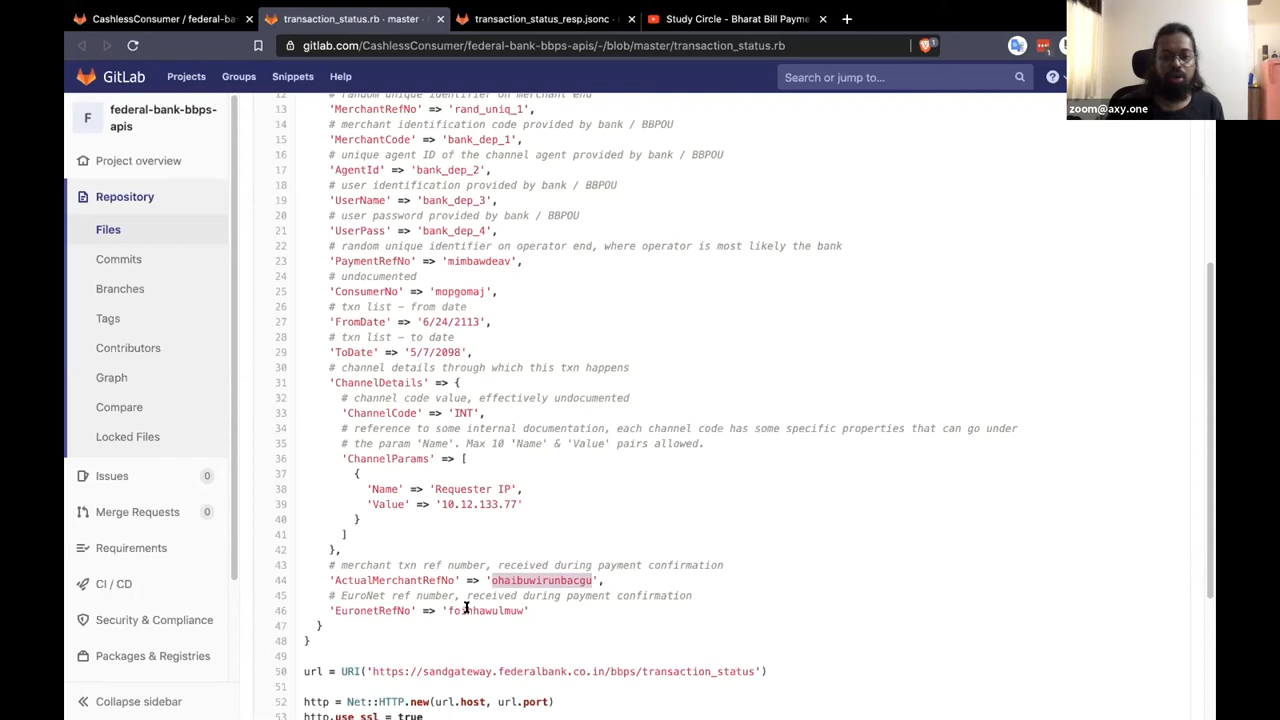 CashlessConsumer / federal-bank-bbps-
transaction_status.rb · master ·
transaction_status_resp.jsonc ·
Study Circle - Bharat Bill Payme
gitlab.com/CashlessConsumer/federal-bank-bbps-apis/-/blob/master/transaction_status.rb
GitLab Projects Groups Snippets Help Search or jump to...
zoom@axy.one
F federal-bank-bbps-apis
Project overview
Repository
Files
Commits
Branches
Tags
Contributors
Graph
Compare
Locked Files
Issues 0
Merge Requests 0
Requirements
CI / CD
Security & Compliance
Packages & Registries
Collapse sidebar
12 # random unique identifier on merchant end
13 'MerchantRefNo' => 'rand_uniq_1',
14 # merchant identification code provided by bank / BBPOU
15 'MerchantCode' => 'bank_dep_1',
16 # unique agent ID of the channel agent provided by bank / BBPOU
17 'AgentId' => 'bank_dep_2',
18 # user identification provided by bank / BBPOU
19 'UserName' => 'bank_dep_3',
20 # user password provided by bank / BBPOU
21 'UserPass' => 'bank_dep_4',
22 # random unique identifier on operator end, where operator is most likely the bank
23 'PaymentRefNo' => 'mimbawdeav',
24 # undocumented
25 'ConsumerNo' => 'mopgomaj',
26 # txn list – from date
27 'FromDate' => '6/24/2113',
28 # txn list – to date
29 'ToDate' => '5/7/2098',
30 # channel details through which this txn happens
31 'ChannelDetails' => {
32 # channel code value, effectively undocumented
33 'ChannelCode' => 'INT',
34 # reference to some internal documentation, each channel code has some specific properties that can go under
35 # the param 'Name'. Max 10 'Name' & 'Value' pairs allowed.
36 'ChannelParams' => [
37 {
38 'Name' => 'Requester IP',
39 'Value' => '10.12.133.77'
40 }
41 ]
42 },
43 # merchant txn ref number, received during payment confirmation
44 'ActualMerchantRefNo' => 'ohaibuwirunbacgu',
45 # EuroNet ref number, received during payment confirmation
46 'EuronetRefNo' =>
47 }
48 }
49
50 url = URI('https://sandgateway.federalbank.co.in/bbps/transaction_status')
51
52 http = Net::HTTP.new(url.host, url.port)
53 http.use_ssl = true